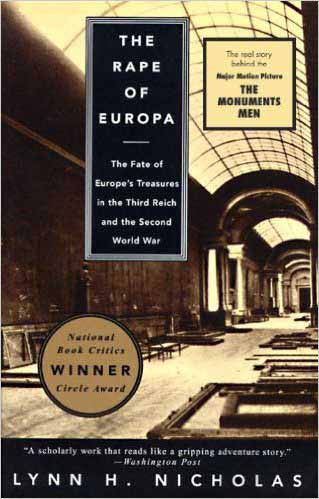 THE
RAPE OF
EUROPA
The Fate of
Europe's Treasures
in the Third Reich
and the Second
World War
The real story
behind the
Major Motion Picture
THE
MONUMENTS
MEN
National
Book Critics
WINNER
Circle Award
"A scholarly work that reads like a gripping adventure story."
—Washington Post
LYNN H. NICHOLAS